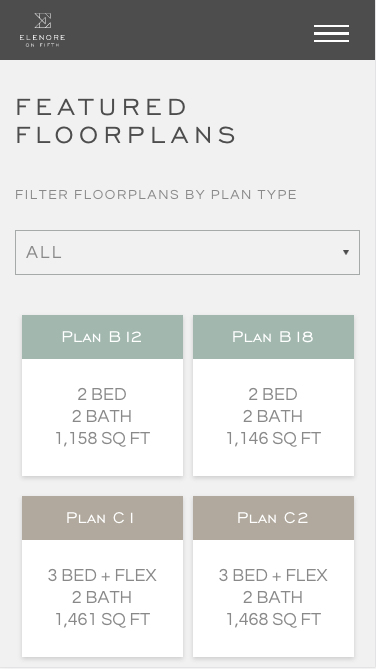 ELENORE
ON FIFTH
FEATURED
FLOORPLANS
FILTER FLOORPLANS BY PLAN TYPE
ALL
PLAN B12
PLAN B18
2 BED
2 BATH
1,158 SQ FT
2 BED
2 BATH
1,146 SQ FT
PLAN C1
PLAN C2
3 BED + FLEX
2 BATH
1,461 SQ FT
3 BED + FLEX
2 BATH
1,468 SQ FT